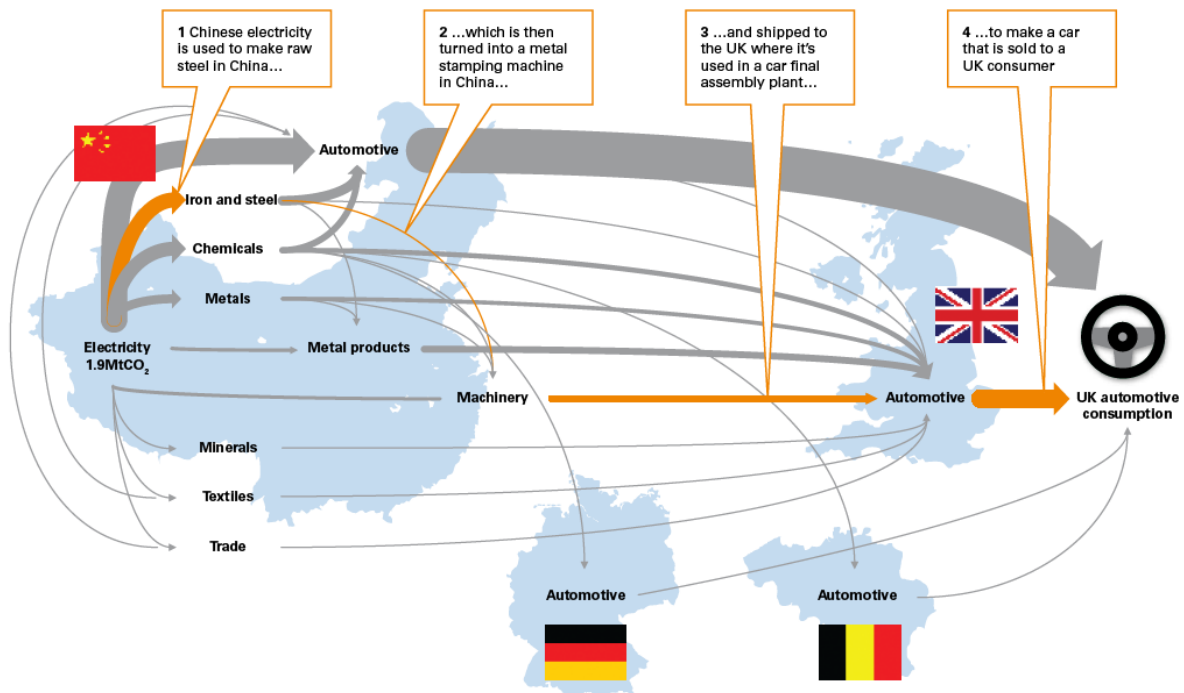 1 Chinese electricity
is used to make raw
steel in China…
2 …which is then
turned into a metal
stamping machine
in China…
3 …and shipped to
the UK where it's
used in a car final
assembly plant…
4 …to make a car
that is sold to a
UK consumer
Automotive
Iron and steel
Chemicals
Metals
Electricity
1.9MtCO₂
Metal products
Machinery
Automotive
UK automotive
consumption
Minerals
Textiles
Trade
Automotive
Automotive